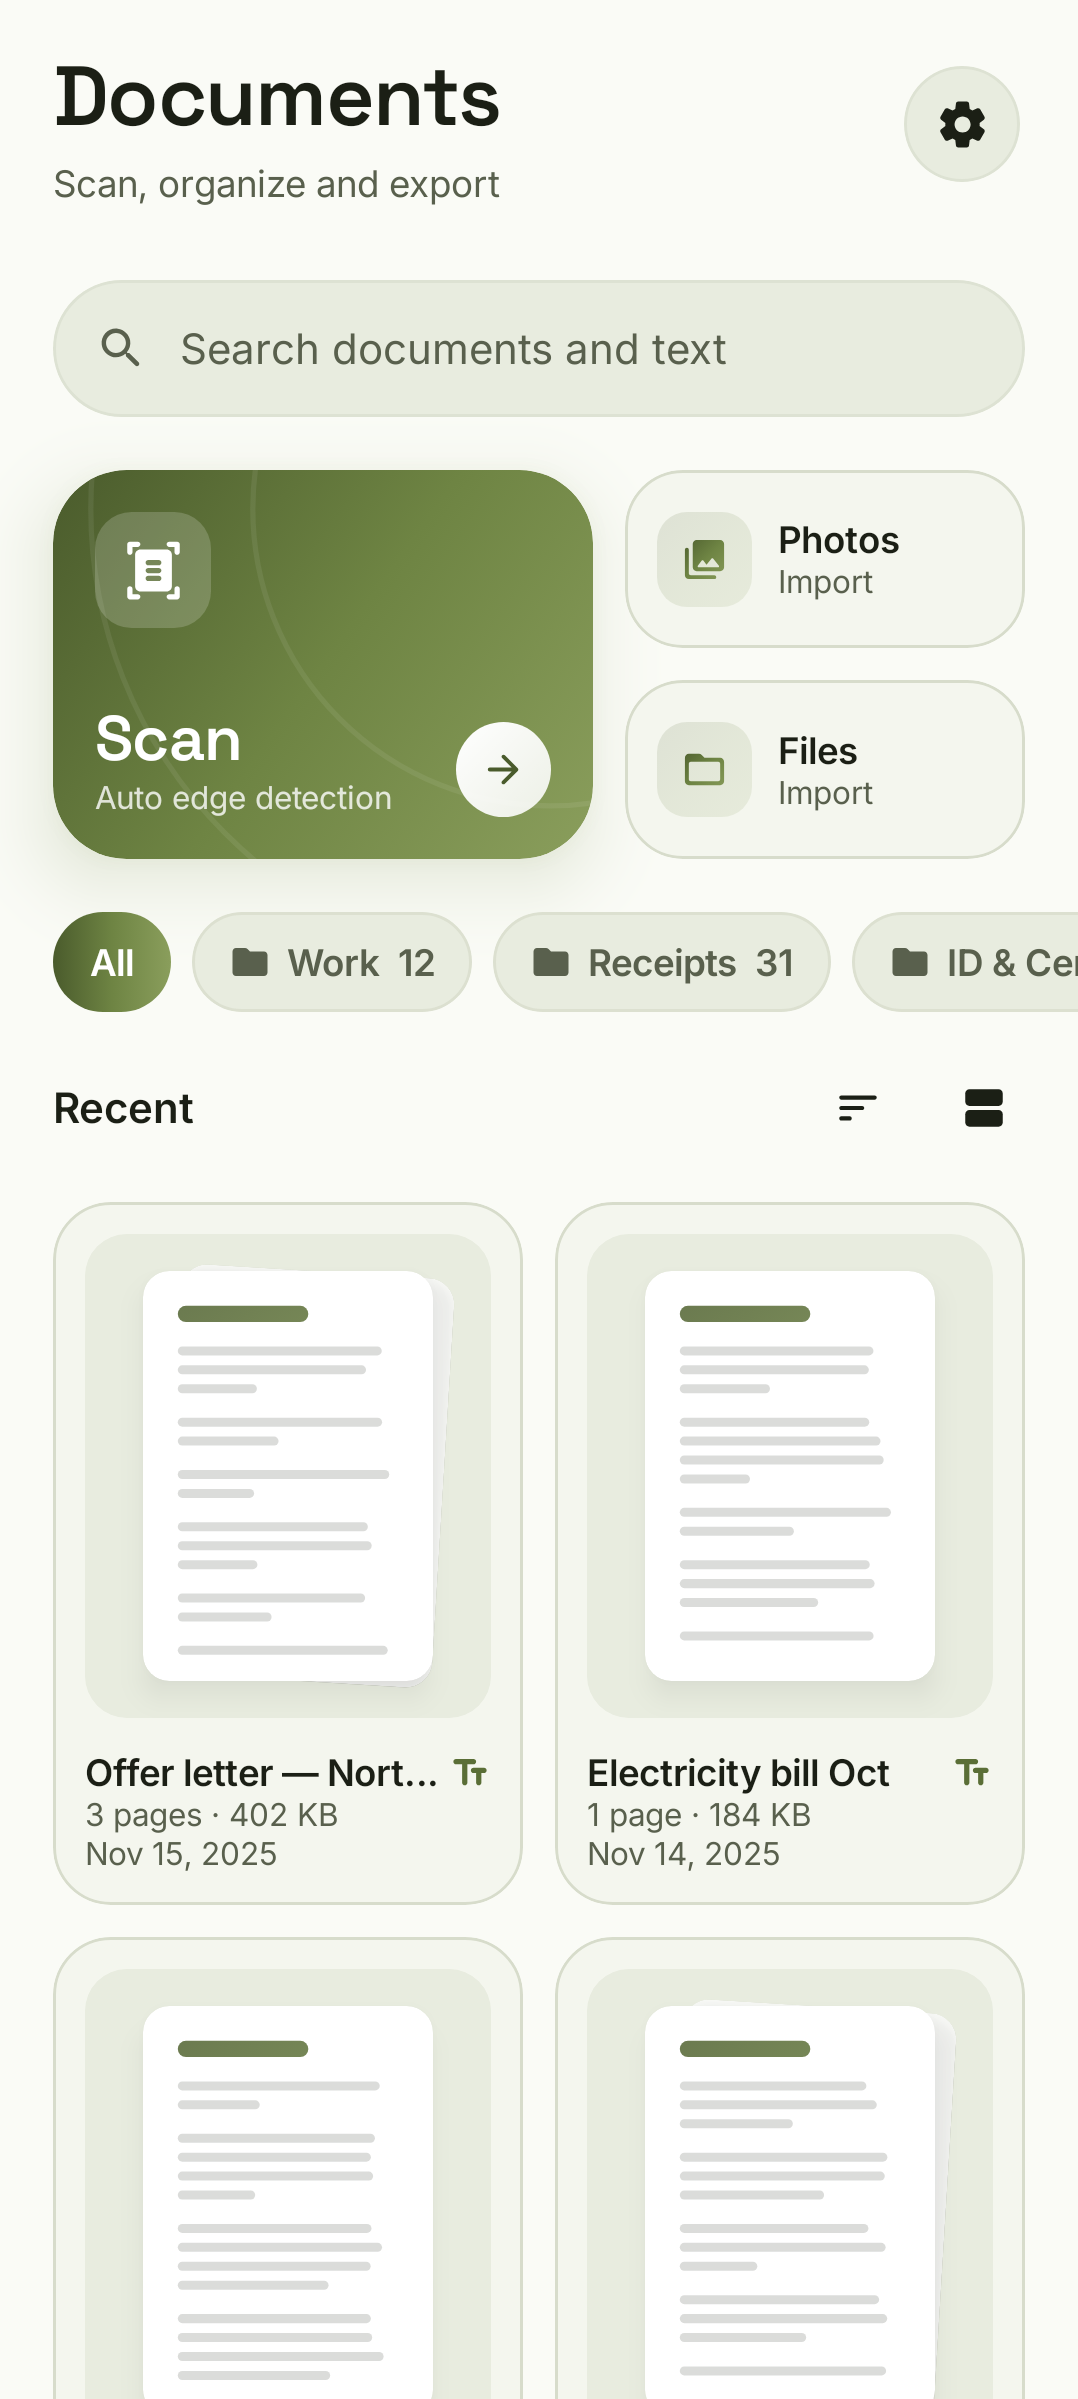 Documents
Scan, organize and export
Search documents and text
Scan
Auto edge detection
Photos
Import
Files
Import
All
Work 12
Receipts 31
ID & Cer
Recent
Offer letter — Nort...
3 pages · 402 KB
Nov 15, 2025
Electricity bill Oct
1 page · 184 KB
Nov 14, 2025